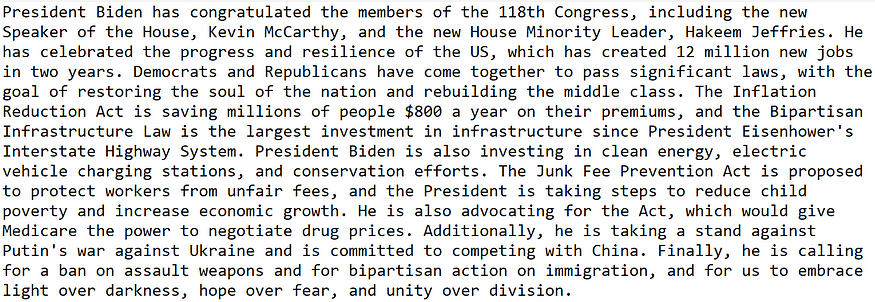 President Biden has congratulated the members of the 118th Congress, including the new
Speaker of the House, Kevin McCarthy, and the new House Minority Leader, Hakeem Jeffries. He
has celebrated the progress and resilience of the US, which has created 12 million new jobs
in two years. Democrats and Republicans have come together to pass significant laws, with the
goal of restoring the soul of the nation and rebuilding the middle class. The Inflation
Reduction Act is saving millions of people $800 a year on their premiums, and the Bipartisan
Infrastructure Law is the largest investment in infrastructure since President Eisenhower's
Interstate Highway System. President Biden is also investing in clean energy, electric
vehicle charging stations, and conservation efforts. The Junk Fee Prevention Act is proposed
to protect workers from unfair fees, and the President is taking steps to reduce child
poverty and increase economic growth. He is also advocating for the Act, which would give
Medicare the power to negotiate drug prices. Additionally, he is taking a stand against
Putin's war against Ukraine and is committed to competing with China. Finally, he is calling
for a ban on assault weapons and for bipartisan action on immigration, and for us to embrace
light over darkness, hope over fear, and unity over division.